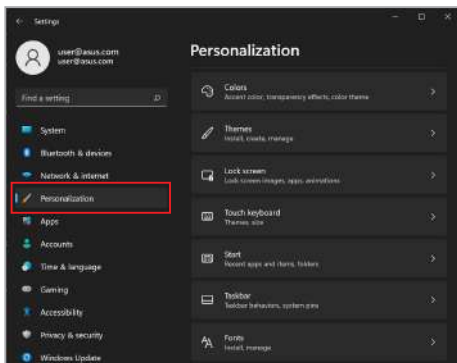 Settings
user@asus.com
user@asus.com
Find a setting
System
Bluetooth & devices
Network & internet
Personalization
Apps
Accounts
Time & language
Gaming
Accessibility
Privacy & security
Windows Update
Personalization
Colors
Accent color, transparency effects, color theme
Themes
Install, create, manage
Lock screen
Lock screen images, apps, animations
Touch keyboard
Themes, size
Start
Recent apps and items, folders
Taskbar
Taskbar behaviors, system pins
Fonts
Install, manage